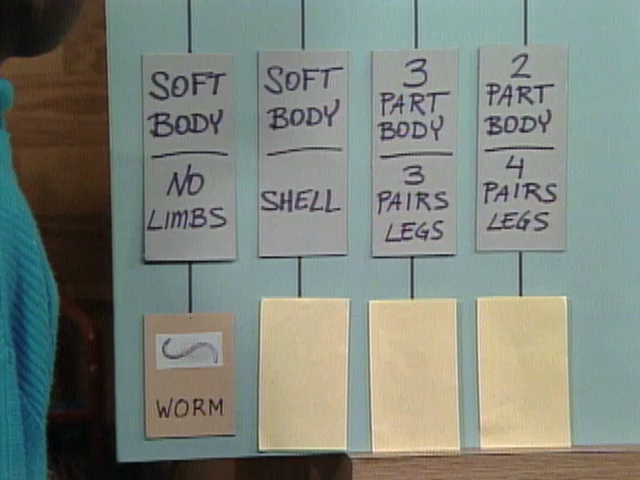 SOFT
BODY
NO
LIMBS
SOFT
BODY
SHELL
3
PART
BODY
3
PAIRS
LEGS
2
PART
BODY
4
PAIRS
LEGS
WORM